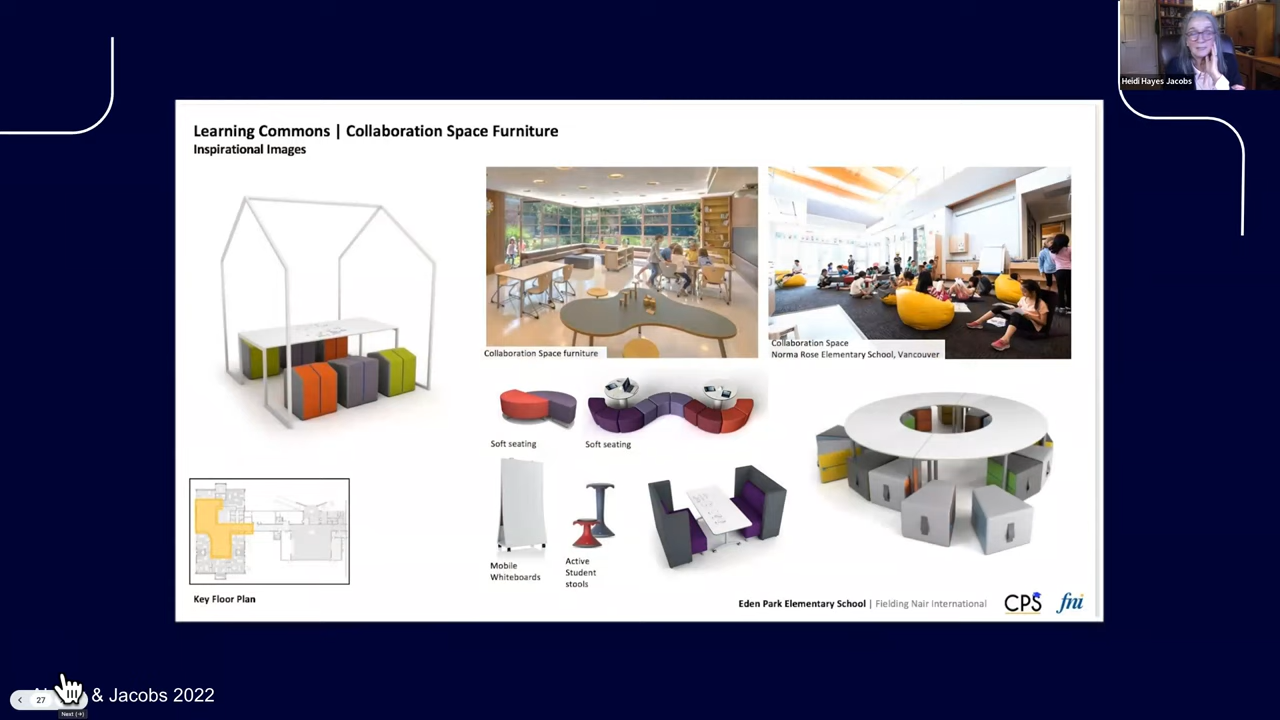 Heidi Hayes Jacobs
Learning Commons | Collaboration Space Furniture
Inspirational Images
Collaboration Space furniture
Collaboration Space
Norma Rose Elementary School, Vancouver
Soft seating
Soft seating
Mobile
Whiteboards
Active
Student
stools
Key Floor Plan
Eden Park Elementary School | Fielding Nair International
CPS
fni
& Jacobs 2022
27
Next (→)